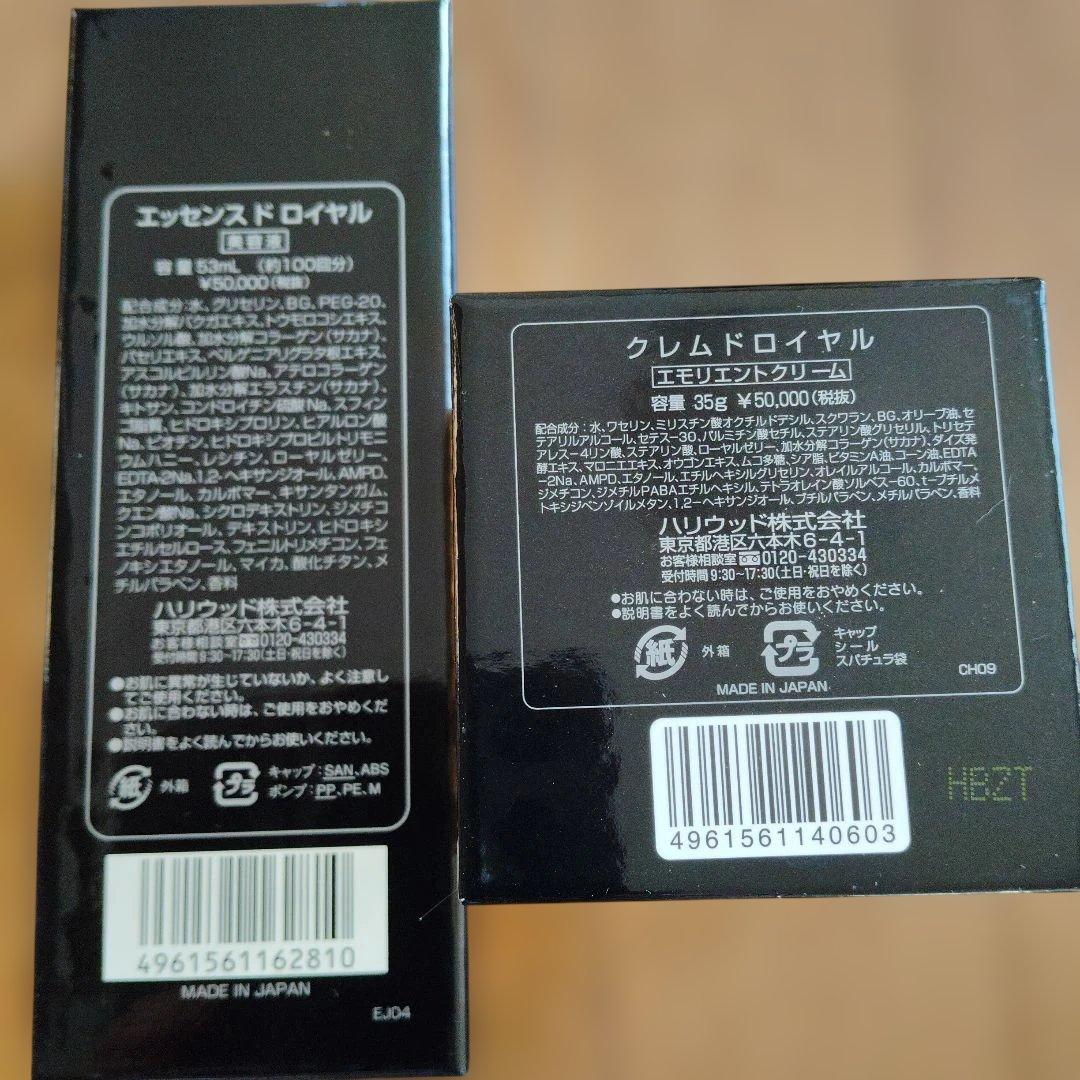 エッセンス ド ロイヤル
美容液
容量 53mL (約100回分)
¥50,000(税抜)
配合成分:水、グリセリン、BG、PEG-20、
加水分解バクガエキス、トウモロコシエキス、
ウルソル酸、加水分解コラーゲン(サカナ)、
パセリエキス、ベルゲニアリグラタ根エキス、
アスコルビルリン酸Na、アテロコラーゲン
(サカナ)、加水分解エラスチン(サカナ)、
キトサン、コンドロイチン硫酸Na、スフィン
ゴ脂質、ヒドロキシプロリン、ヒアルロン酸
Na、ビオチン、ヒドロキシプロピルトリモニ
ウムハニー、レシチン、ローヤルゼリー、
EDTA-2Na、1,2-ヘキサンジオール、AMPD、
エタノール、カルボマー、キサンタンガム、
クエン酸Na、シクロデキストリン、ジメチコ
ンコポリオール、デキストリン、ヒドロキシ
エチルセルロース、フェニルトリメチコン、フェ
ノキシエタノール、マイカ、酸化チタン、メ
チルパラベン、香料
ハリウッド株式会社
東京都港区六本木6-4-1
お客様相談室 0120-430334
受付時間9:30~17:30(土日・祝日を除く)
●お肌に異常が生じていないか、よく注意し
てご使用ください。
●お肌に合わない時は、ご使用をおやめくだ
さい。
●説明書をよく読んでからお使いください。
紙 外箱
プラ キャップ:SAN、ABS
ポンプ:PP、PE、M
4961561162810
MADE IN JAPAN
EJ04
クレムドロイヤル
エモリエントクリーム
容量 35g ¥50,000(税抜)
配合成分:水、ワセリン、ミリスチン酸オクチルドデシル、スクワラン、BG、オリーブ油、セ
テアリルアルコール、セテス-30、パルミチン酸セチル、ステアリン酸グリセリル、トリセテ
アレス-4リン酸、ステアリン酸、ローヤルゼリー、加水分解コラーゲン(サカナ)、ダイズ発
酵エキス、マロニエエキス、オウゴンエキス、ムコ多糖、シア脂、ビタミンA油、コーン油、EDTA
-2Na、AMPD、エタノール、エチルヘキシルグリセリン、オレイルアルコール、カルボマー、
ジメチコン、ジメチルPABAエチルヘキシル、テトラオレイン酸ソルベス-60、t-ブチルメ
トキシジベンゾイルメタン、1,2-ヘキサンジオール、ブチルパラベン、メチルパラベン、香料
ハリウッド株式会社
東京都港区六本木6-4-1
お客様相談室 0120-430334
受付時間 9:30~17:30(土日・祝日を除く)
●お肌に合わない時は、ご使用をおやめください。
●説明書をよく読んでからお使いください。
紙 外箱
プラ キャップ
シール
スパチュラ袋
CH09
MADE IN JAPAN
4961561140603
HBZT